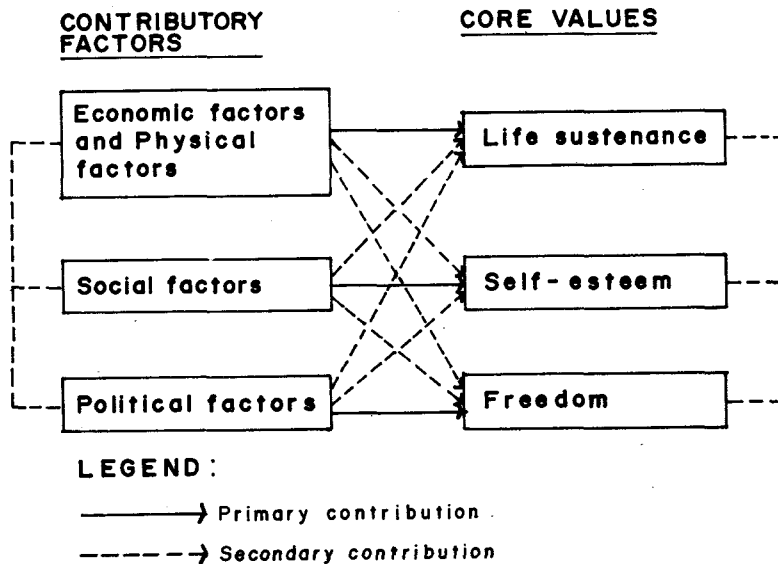 CONTRIBUTORY
FACTORS
CORE VALUES
Economic factors
and Physical
factors
Life sustenance
Social factors
Self-esteem
Political factors
Freedom
LEGEND:
Primary contribution
Secondary contribution